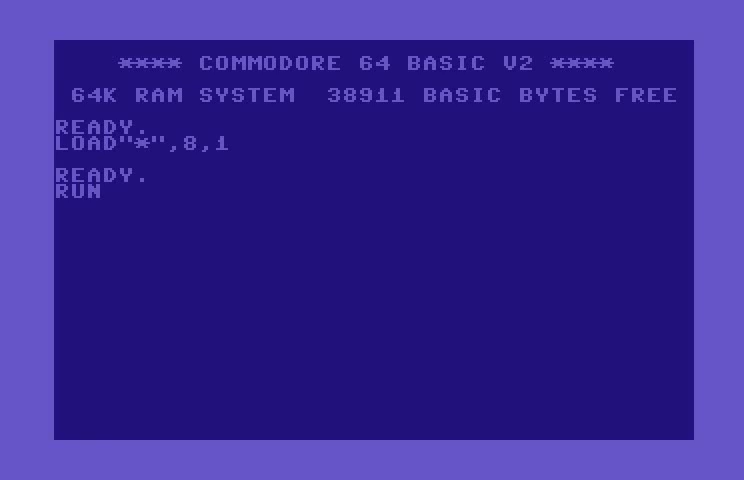 **** COMMODORE 64 BASIC V2 ****
64K RAM SYSTEM  38911 BASIC BYTES FREE
READY.
LOAD"*",8,1
READY.
RUN